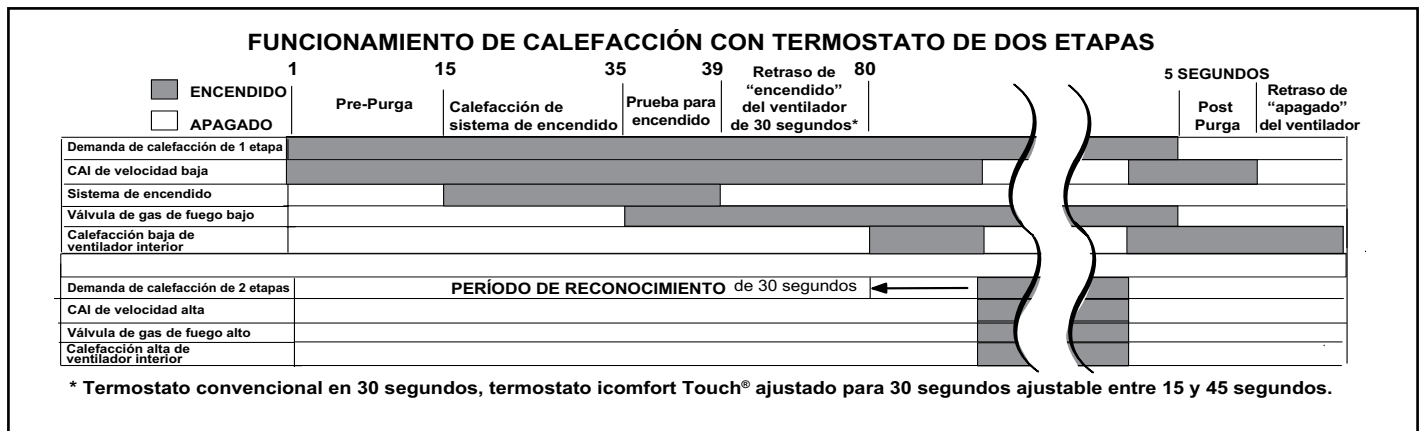 FUNCIONAMIENTO DE CALEFACCIÓN CON TERMOSTATO DE DOS ETAPAS
1 15 35 39 80
ENCENDIDO
APAGADO
Pre-Purga
Calefacción de
sistema de encendido
Prueba para
encendido
Retraso de
“encendido”
del ventilador
de 30 segundos*
5 SEGUNDOS
Post
Purga
Retraso de
“apagado”
del ventilador
Demanda de calefacción de 1 etapa
CAI de velocidad baja
Sistema de encendido
Válvula de gas de fuego bajo
Calefacción baja de
ventilador interior
Demanda de calefacción de 2 etapas
PERÍODO DE RECONOCIMIENTO de 30 segundos
CAI de velocidad alta
Válvula de gas de fuego alto
Calefacción alta de
ventilador interior
* Termostato convencional en 30 segundos, termostato icomfort Touch® ajustado para 30 segundos ajustable entre 15 y 45 segundos.